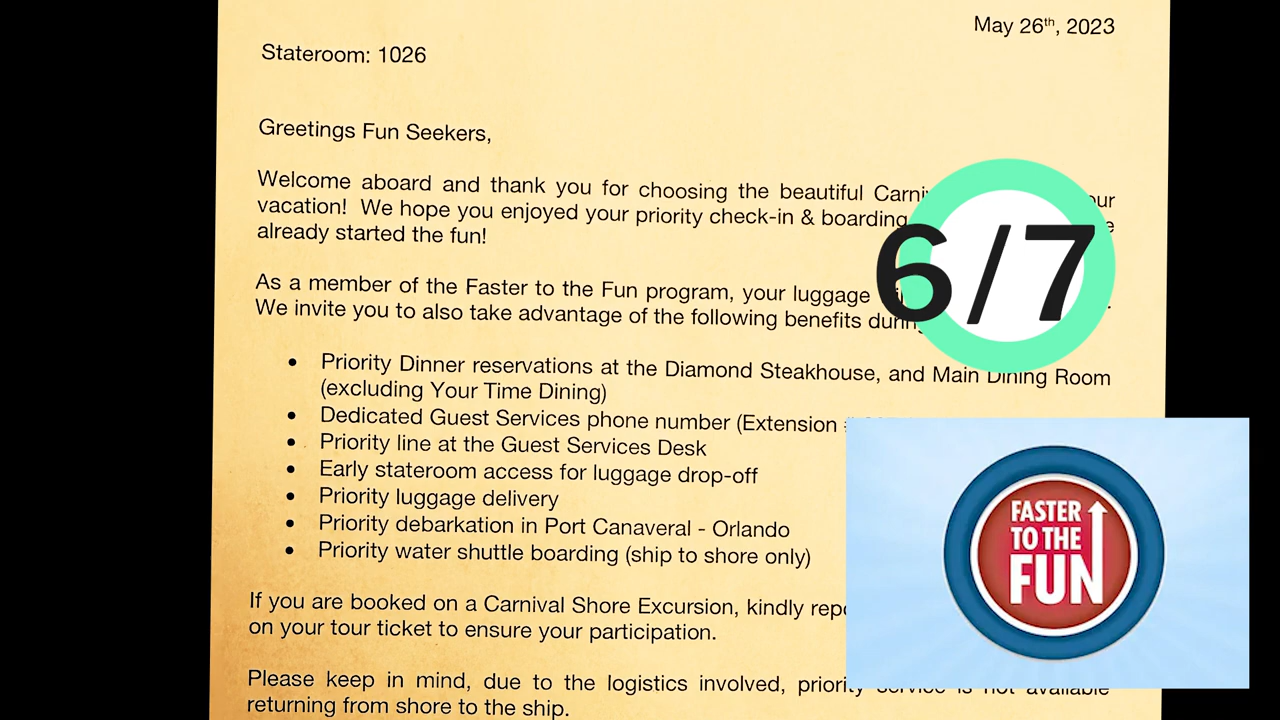 May 26th, 2023
Stateroom: 1026
Greetings Fun Seekers,
Welcome aboard and thank you for choosing the beautiful
vacation! We hope you enjoyed your priority check-in & boarding
already started the fun!
As a member of the Faster to the Fun program, your luggage
We invite you to also take advantage of the following benefits
• Priority Dinner reservations at the Diamond Steakhouse, and Main Dining Room
(excluding Your Time Dining)
• Dedicated Guest Services phone number (Extension
• Priority line at the Guest Services Desk
• Early stateroom access for luggage drop-off
• Priority luggage delivery
• Priority debarkation in Port Canaveral - Orlando
• Priority water shuttle boarding (ship to shore only)
If you are booked on a Carnival Shore Excursion, kindly
on your tour ticket to ensure your participation.
Please keep in mind, due to the logistics involved, priority service is not available
returning from shore to the ship.
6/7
FASTER
TO THE
FUN